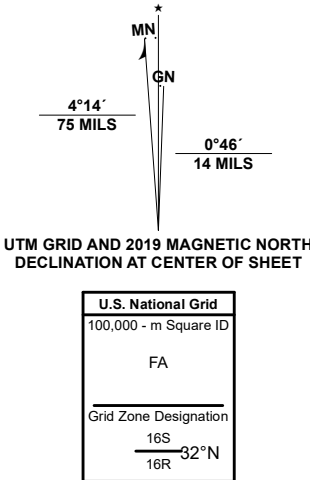 MN
GN
4°14´
75 MILS
0°46´
14 MILS
UTM GRID AND 2019 MAGNETIC NORTH
DECLINATION AT CENTER OF SHEET
U.S. National Grid
100,000 - m Square ID
FA
Grid Zone Designation
16S
32°N
16R